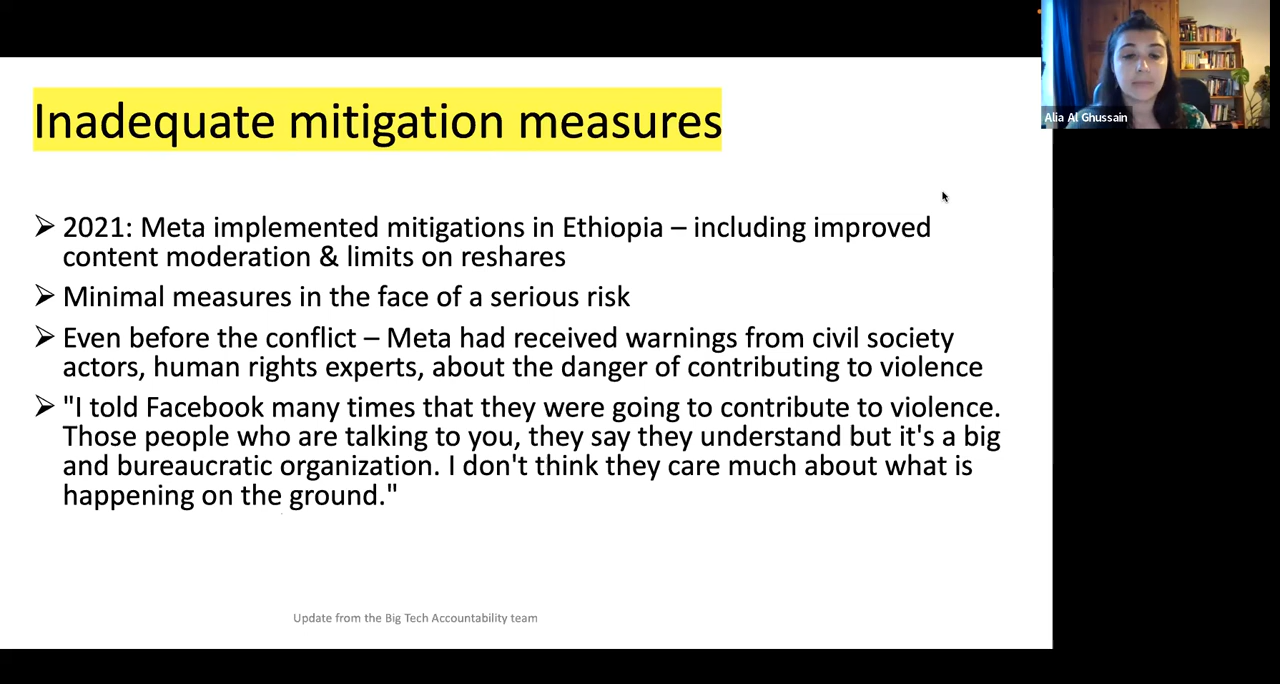 Inadequate mitigation measures
2021: Meta implemented mitigations in Ethiopia – including improved
content moderation & limits on reshares
Minimal measures in the face of a serious risk
Even before the conflict – Meta had received warnings from civil society
actors, human rights experts, about the danger of contributing to violence
"I told Facebook many times that they were going to contribute to violence.
Those people who are talking to you, they say they understand but it's a big
and bureaucratic organization. I don't think they care much about what is
happening on the ground."
Update from the Big Tech Accountability team
Alia Al Ghussain